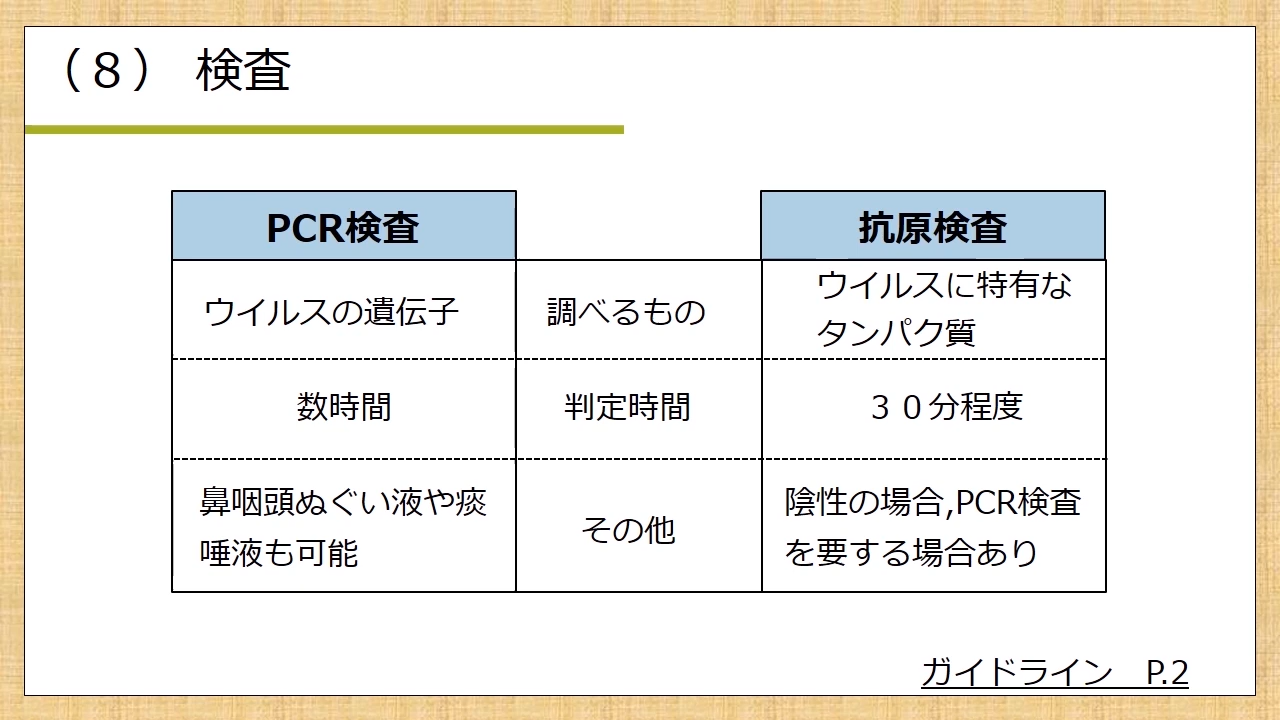 （８） 検査
PCR検査
抗原検査
ウイルスの遺伝子
調べるもの
ウイルスに特有な
タンパク質
数時間
判定時間
３０分程度
鼻咽頭ぬぐい液や痰
唾液も可能
その他
陰性の場合,PCR検査
を要する場合あり
ガイドライン　P.2